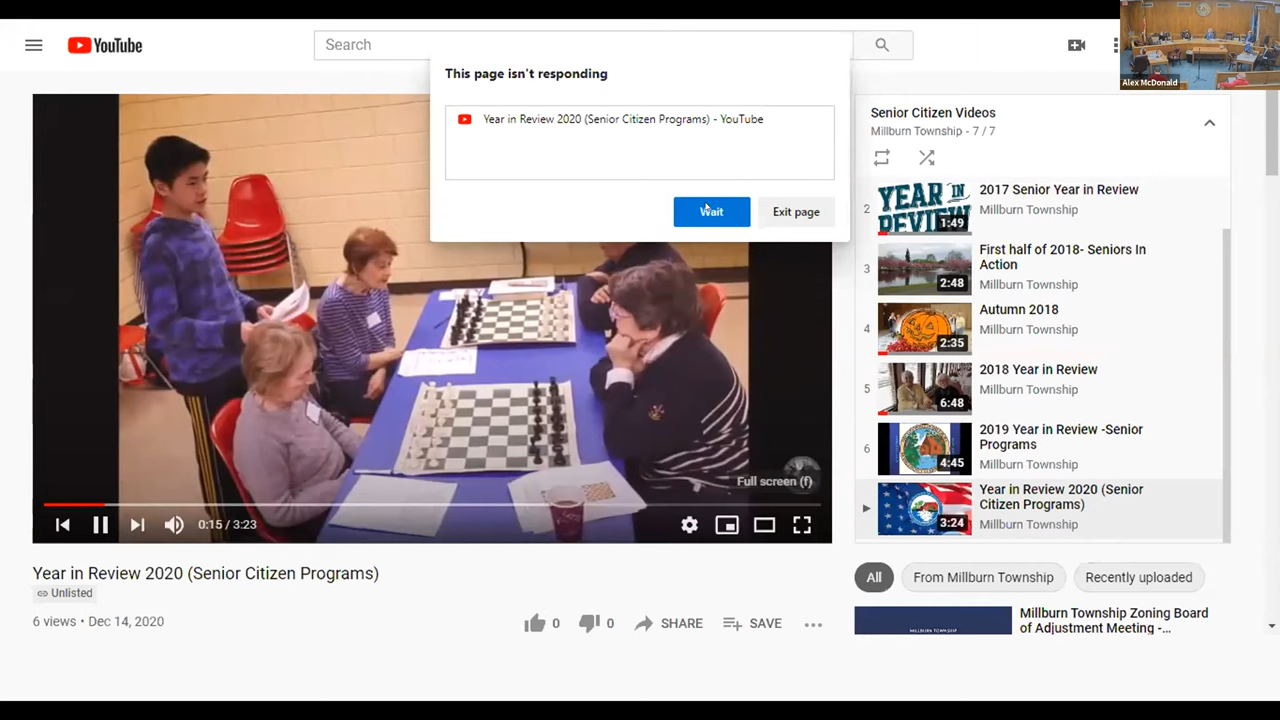 YouTube
Search
Alex McDonald
This page isn't responding
Year in Review 2020 (Senior Citizen Programs) - YouTube
Wait
Exit page
Full screen (f)
0:15 / 3:23
Year in Review 2020 (Senior Citizen Programs)
Unlisted
6 views • Dec 14, 2020
0
0
SHARE
SAVE
Senior Citizen Videos
Millburn Township - 7 / 7
2
YEAR IN
REVIEW
1:49
2017 Senior Year in Review
Millburn Township
3
2:48
First half of 2018- Seniors In
Action
Millburn Township
4
2:35
Autumn 2018
Millburn Township
5
6:48
2018 Year in Review
Millburn Township
6
4:45
2019 Year in Review -Senior
Programs
Millburn Township
3:24
Year in Review 2020 (Senior
Citizen Programs)
Millburn Township
All
From Millburn Township
Recently uploaded
MILLBURN TOWNSHIP
Millburn Township Zoning Board
of Adjustment Meeting -...